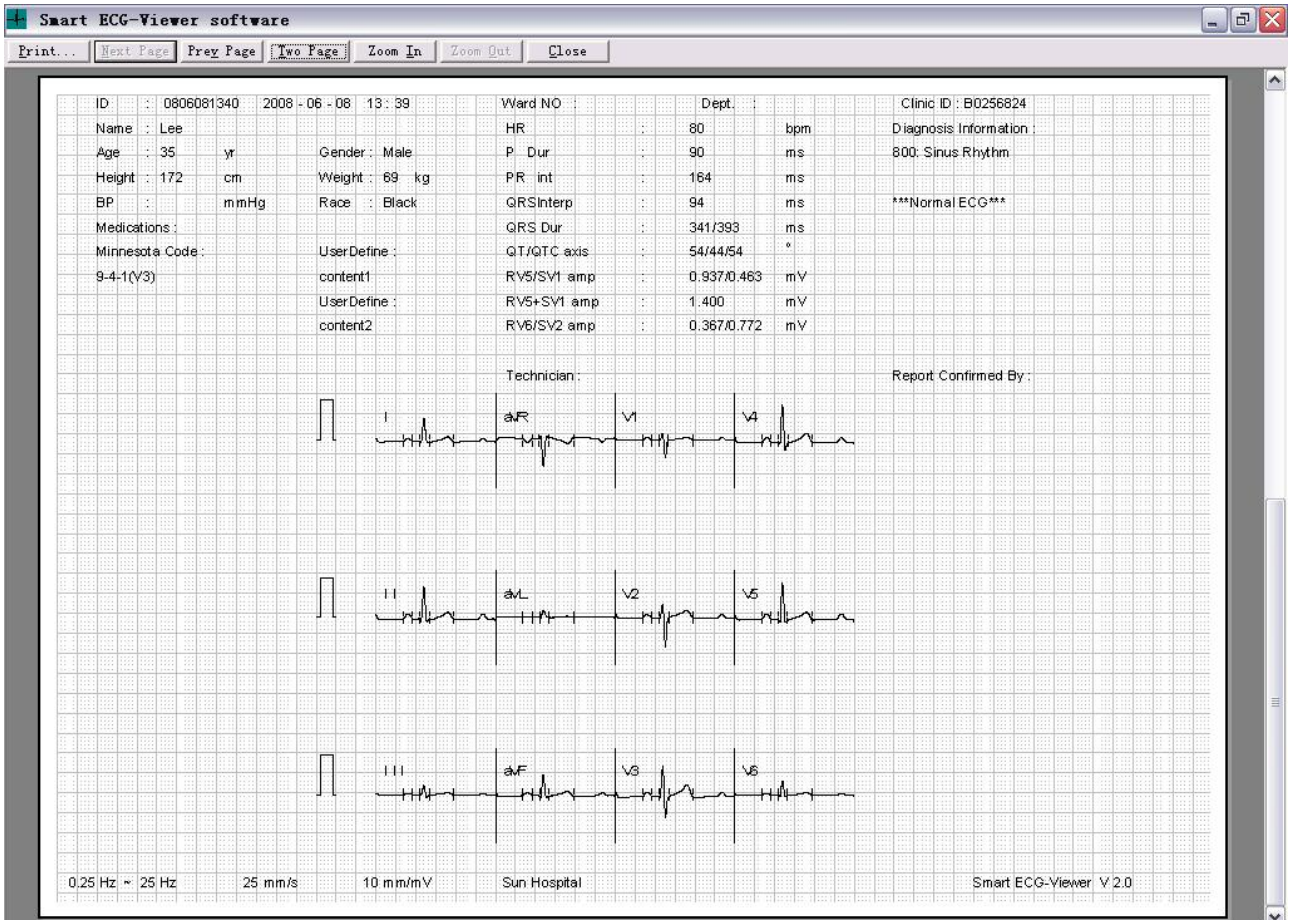 Smart ECG-Viewer software
Print... Next Page Prev Page Two Page Zoom In Zoom Out Close
ID : 0806081340 2008 - 06 - 08 13 : 39 Ward NO : Dept. : Clinic ID : B0256824
Name : Lee HR : 80 bpm Diagnosis Information :
Age : 35 yr Gender : Male P Dur : 90 ms 800: Sinus Rhythm
Height : 172 cm Weight : 69 kg PR int : 164 ms
BP : mmHg Race : Black QRSInterp : 94 ms ***Normal ECG***
Medications : QRS Dur : 341/393 ms
Minnesota Code : UserDefine : QT/QTC axis : 54/44/54 °
9-4-1(V3) content1 RV5/SV1 amp : 0.937/0.463 mV
UserDefine : RV5+SV1 amp : 1.400 mV
content2 RV6/SV2 amp : 0.367/0.772 mV
Technician : Report Confirmed By :
I aVR V1 V4
II aVL V2 V5
III aVF V3 V6
0.25 Hz ~ 25 Hz 25 mm/s 10 mm/mV Sun Hospital Smart ECG-Viewer V 2.0